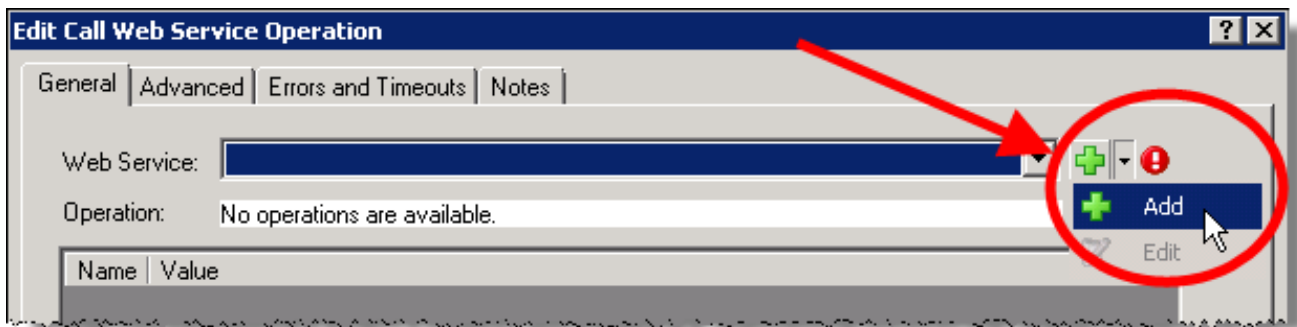 Edit Call Web Service Operation
General Advanced Errors and Timeouts Notes
Web Service:
Add
Operation: No operations are available.
Edit
Name Value